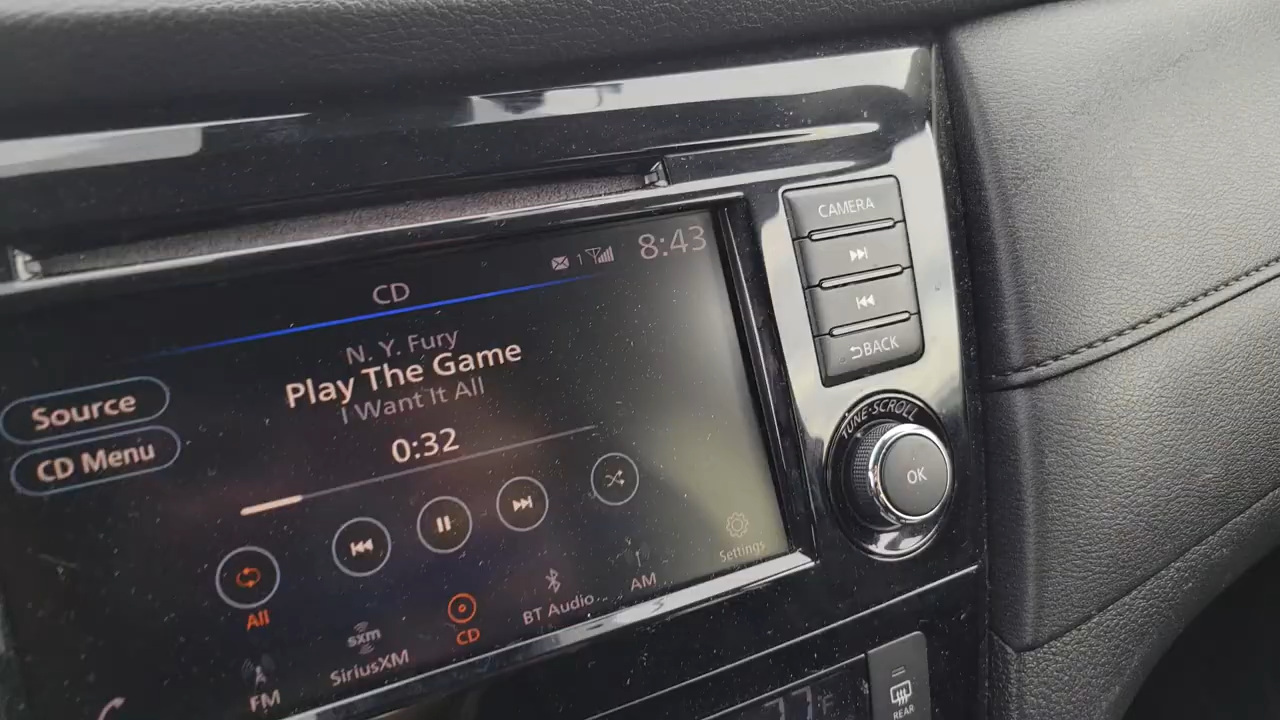 1 8:43
CD
N. Y. Fury
Play The Game
I Want It All
0:32
Source
CD Menu
All
FM
sxm
SiriusXM
CD
BT Audio
AM
Settings
CAMERA
BACK
TUNE·SCROLL
OK
REAR